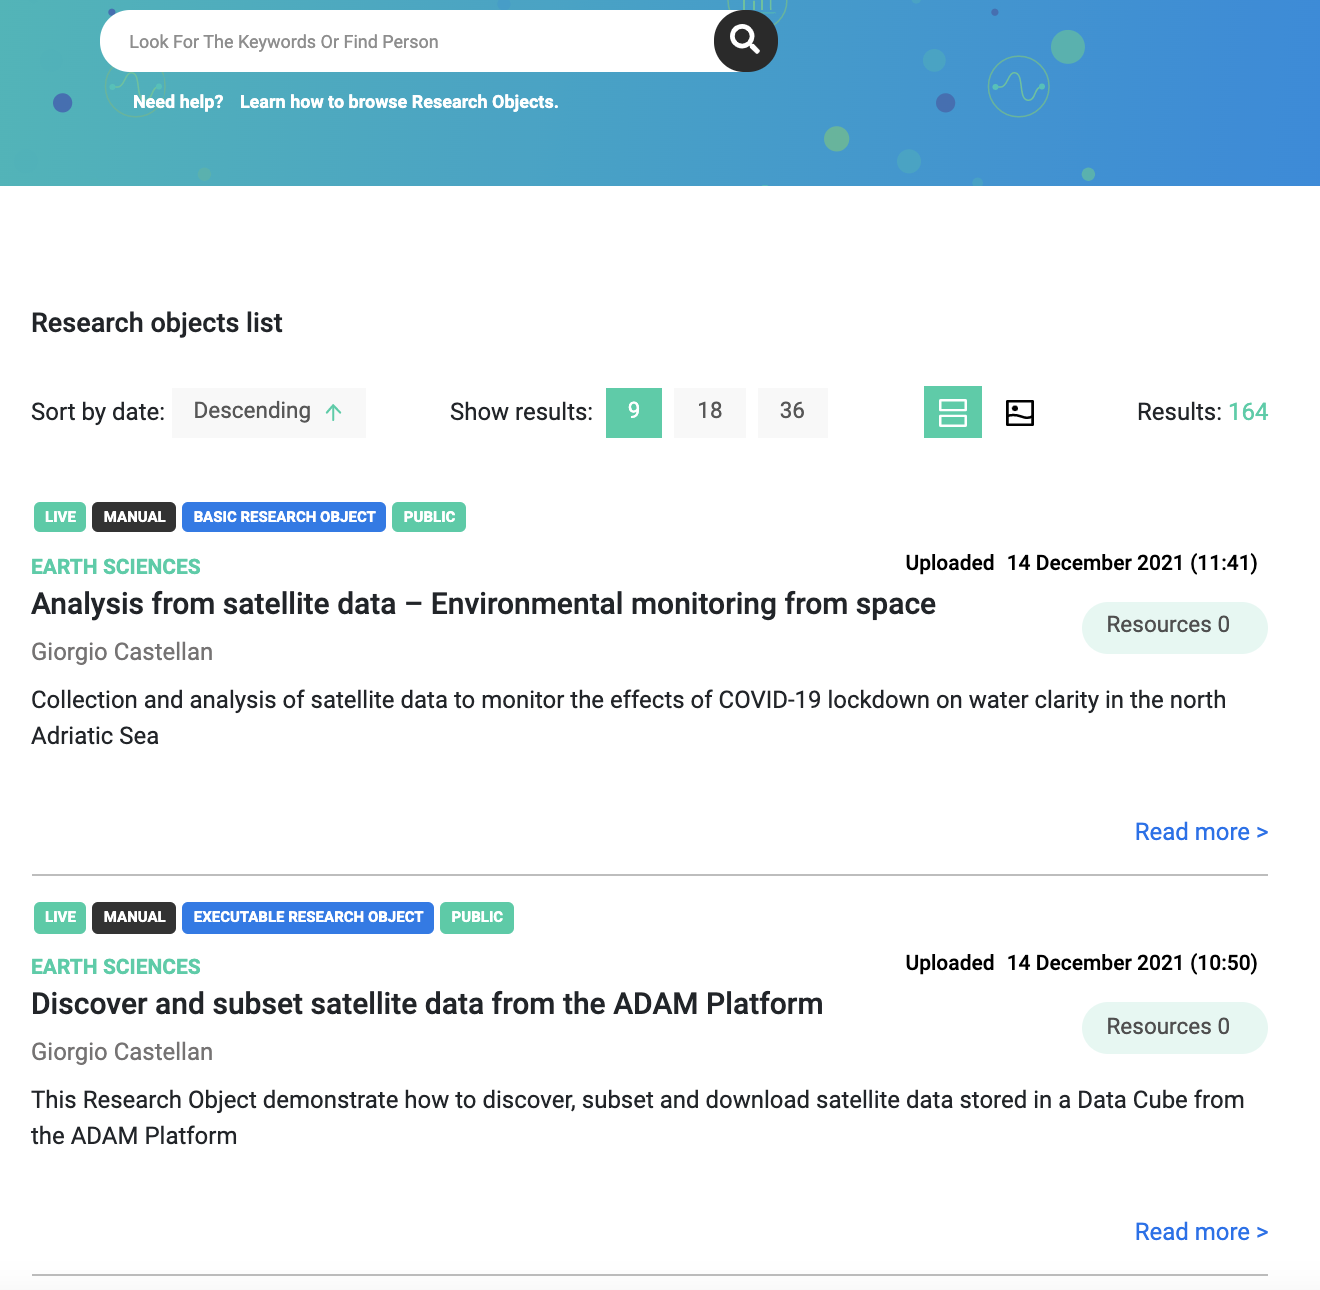 Look For The Keywords Or Find Person
Need help? Learn how to browse Research Objects.
Research objects list
Sort by date: Descending Show results: 9 18 36 Results: 164
LIVE MANUAL BASIC RESEARCH OBJECT PUBLIC
EARTH SCIENCES
Uploaded 14 December 2021 (11:41)
Analysis from satellite data – Environmental monitoring from space
Resources 0
Giorgio Castellan
Collection and analysis of satellite data to monitor the effects of COVID-19 lockdown on water clarity in the north
Adriatic Sea
Read more >
LIVE MANUAL EXECUTABLE RESEARCH OBJECT PUBLIC
EARTH SCIENCES
Uploaded 14 December 2021 (10:50)
Discover and subset satellite data from the ADAM Platform
Resources 0
Giorgio Castellan
This Research Object demonstrate how to discover, subset and download satellite data stored in a Data Cube from
the ADAM Platform
Read more >